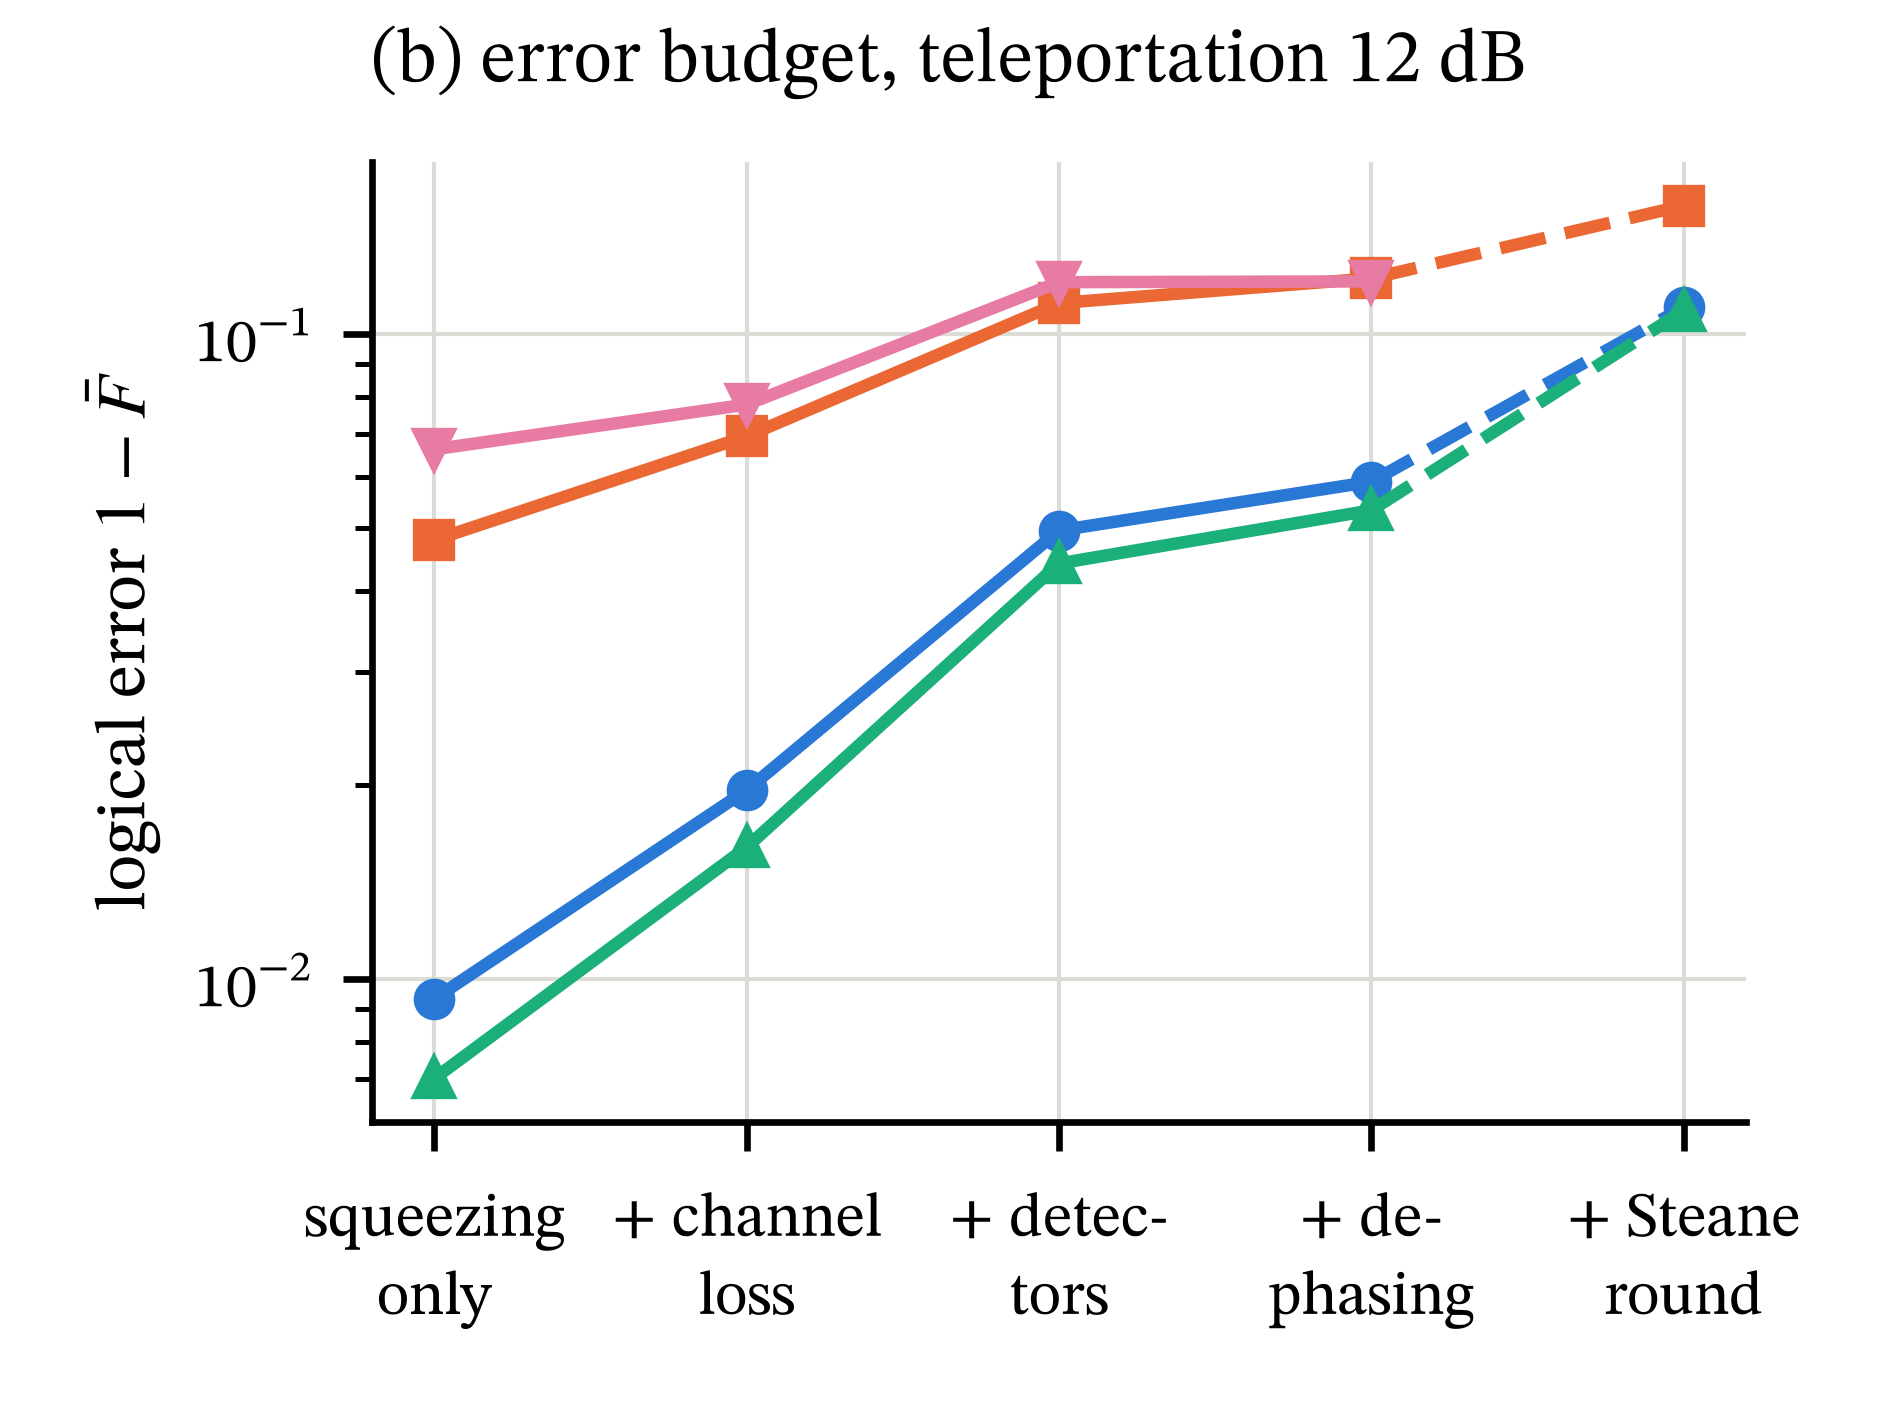 (b) error budget, teleportation 12 dB
logical error 1 − F̄
10⁻¹
10⁻²
squeezing
only
+ channel
loss
+ detec-
tors
+ de-
phasing
+ Steane
round